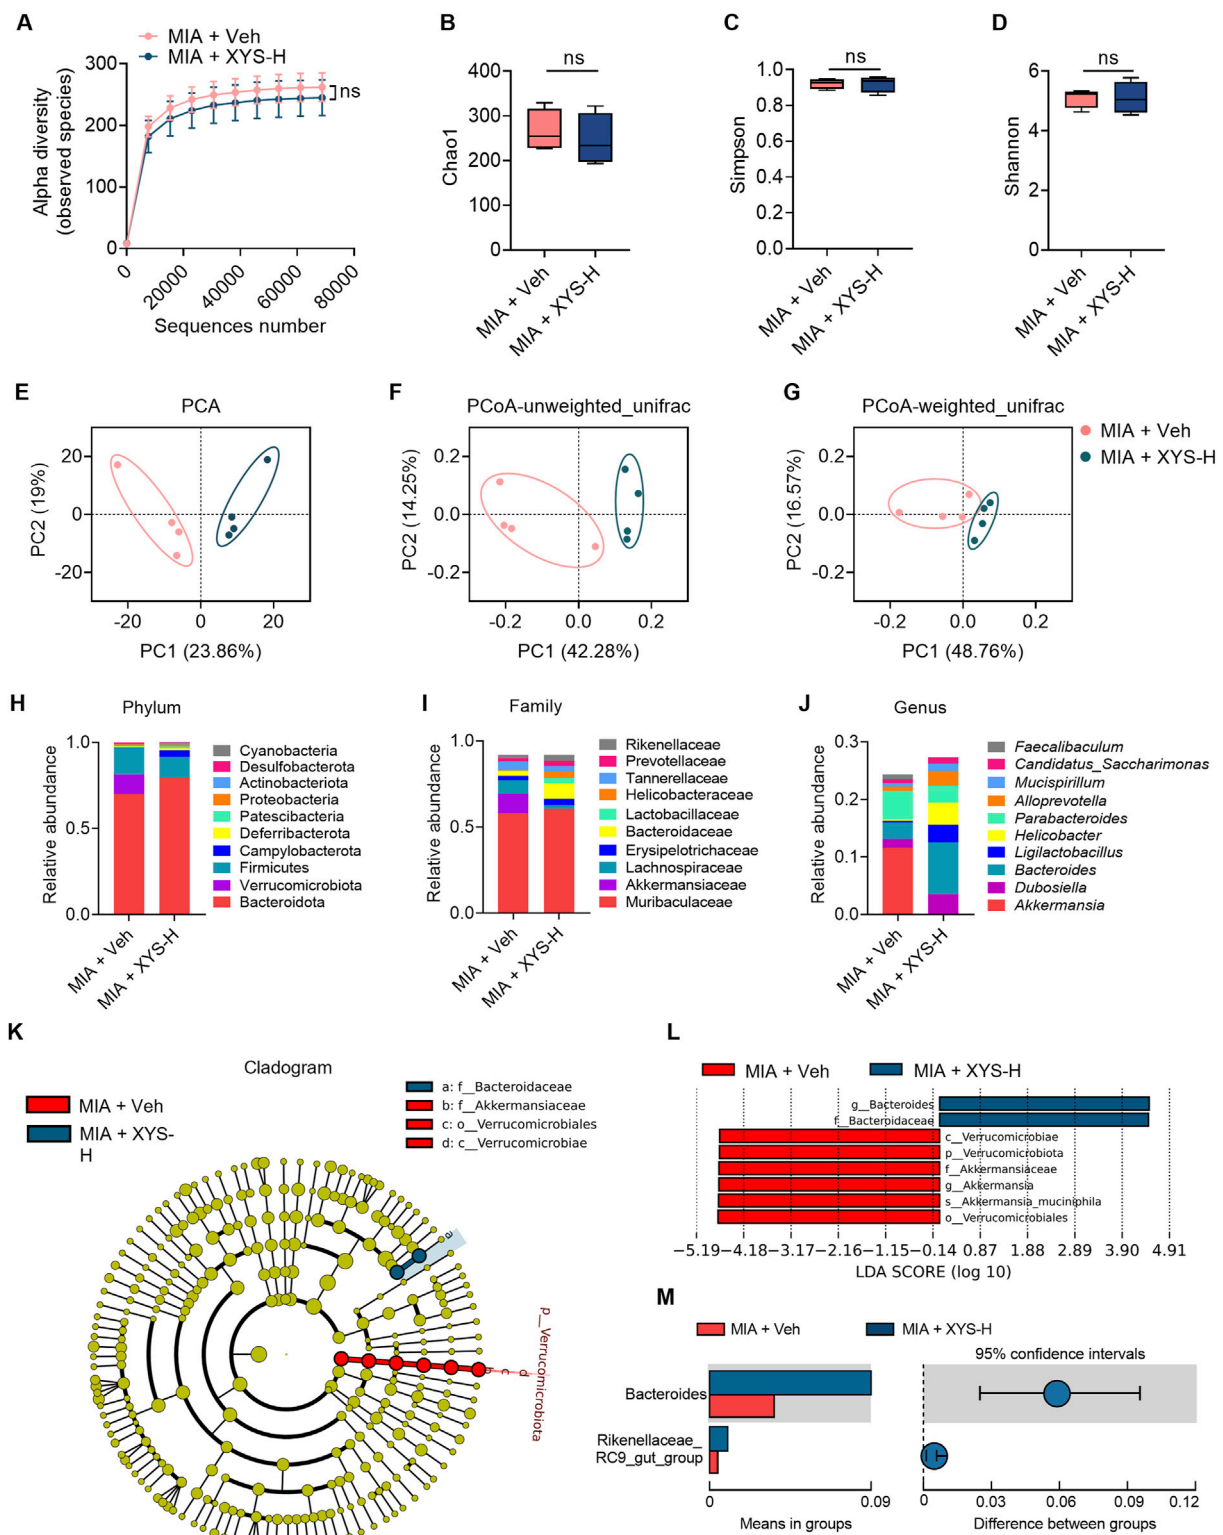 A
MIA + Veh
MIA + XYS-H
Alpha diversity
(observed species)
300
200
100
0
ns
0
20000
40000
60000
80000
Sequences number
B
ns
Chao1
400
300
200
100
0
MIA + Veh
MIA + XYS-H
C
ns
Simpson
1.0
0.8
0.6
0.4
0.2
0.0
MIA + Veh
MIA + XYS-H
D
ns
Shannon
6
4
2
0
MIA + Veh
MIA + XYS-H
E
PCA
PC2 (19%)
20
0
-20
-20
0
20
PC1 (23.86%)
F
PCoA-unweighted_unifrac
PC2 (14.25%)
0.2
0.0
-0.2
-0.2
0.0
0.2
PC1 (42.28%)
G
PCoA-weighted_unifrac
PC2 (16.57%)
0.2
0.0
-0.2
-0.2
0.0
0.2
PC1 (48.76%)
MIA + Veh
MIA + XYS-H
H
Phylum
Relative abundance
1.0
0.5
0.0
MIA + Veh
MIA + XYS-H
Cyanobacteria
Desulfobacterota
Actinobacteriota
Proteobacteria
Patescibacteria
Deferribacterota
Campylobacterota
Firmicutes
Verrucomicrobiota
Bacteroidota
I
Family
Relative abundance
1.0
0.5
0.0
MIA + Veh
MIA + XYS-H
Rikenellaceae
Prevotellaceae
Tannerellaceae
Helicobacteraceae
Lactobacillaceae
Bacteroidaceae
Erysipelotrichaceae
Lachnospiraceae
Akkermansiaceae
Muribaculaceae
J
Genus
Relative abundance
0.3
0.2
0.1
0.0
MIA + Veh
MIA + XYS-H
Faecalibaculum
Candidatus_Saccharimonas
Mucispirillum
Alloprevotella
Parabacteroides
Helicobacter
Ligilactobacillus
Bacteroides
Dubosiella
Akkermansia
K
Cladogram
MIA + Veh
MIA + XYS-
H
a: f__Bacteroidaceae
b: f__Akkermansiaceae
c: o__Verrucomicrobiales
d: c__Verrucomicrobiae
a
b
c
d
p__Verrucomicrobiota
L
MIA + Veh
MIA + XYS-H
g__Bacteroides
f__Bacteroidaceae
c__Verrucomicrobiae
p__Verrucomicrobiota
f__Akkermansiaceae
g__Akkermansia
s__Akkermansia_muciniphila
o__Verrucomicrobiales
−5.19 −4.18 −3.17 −2.16 −1.15 −0.14 0.87 1.88 2.89 3.90 4.91
LDA SCORE (log 10)
M
MIA + Veh
MIA + XYS-H
95% confidence intervals
Bacteroides
Rikenellaceae_
RC9_gut_group
0
0.09
Means in groups
0
0.03
0.06
0.09
0.12
Difference between groups